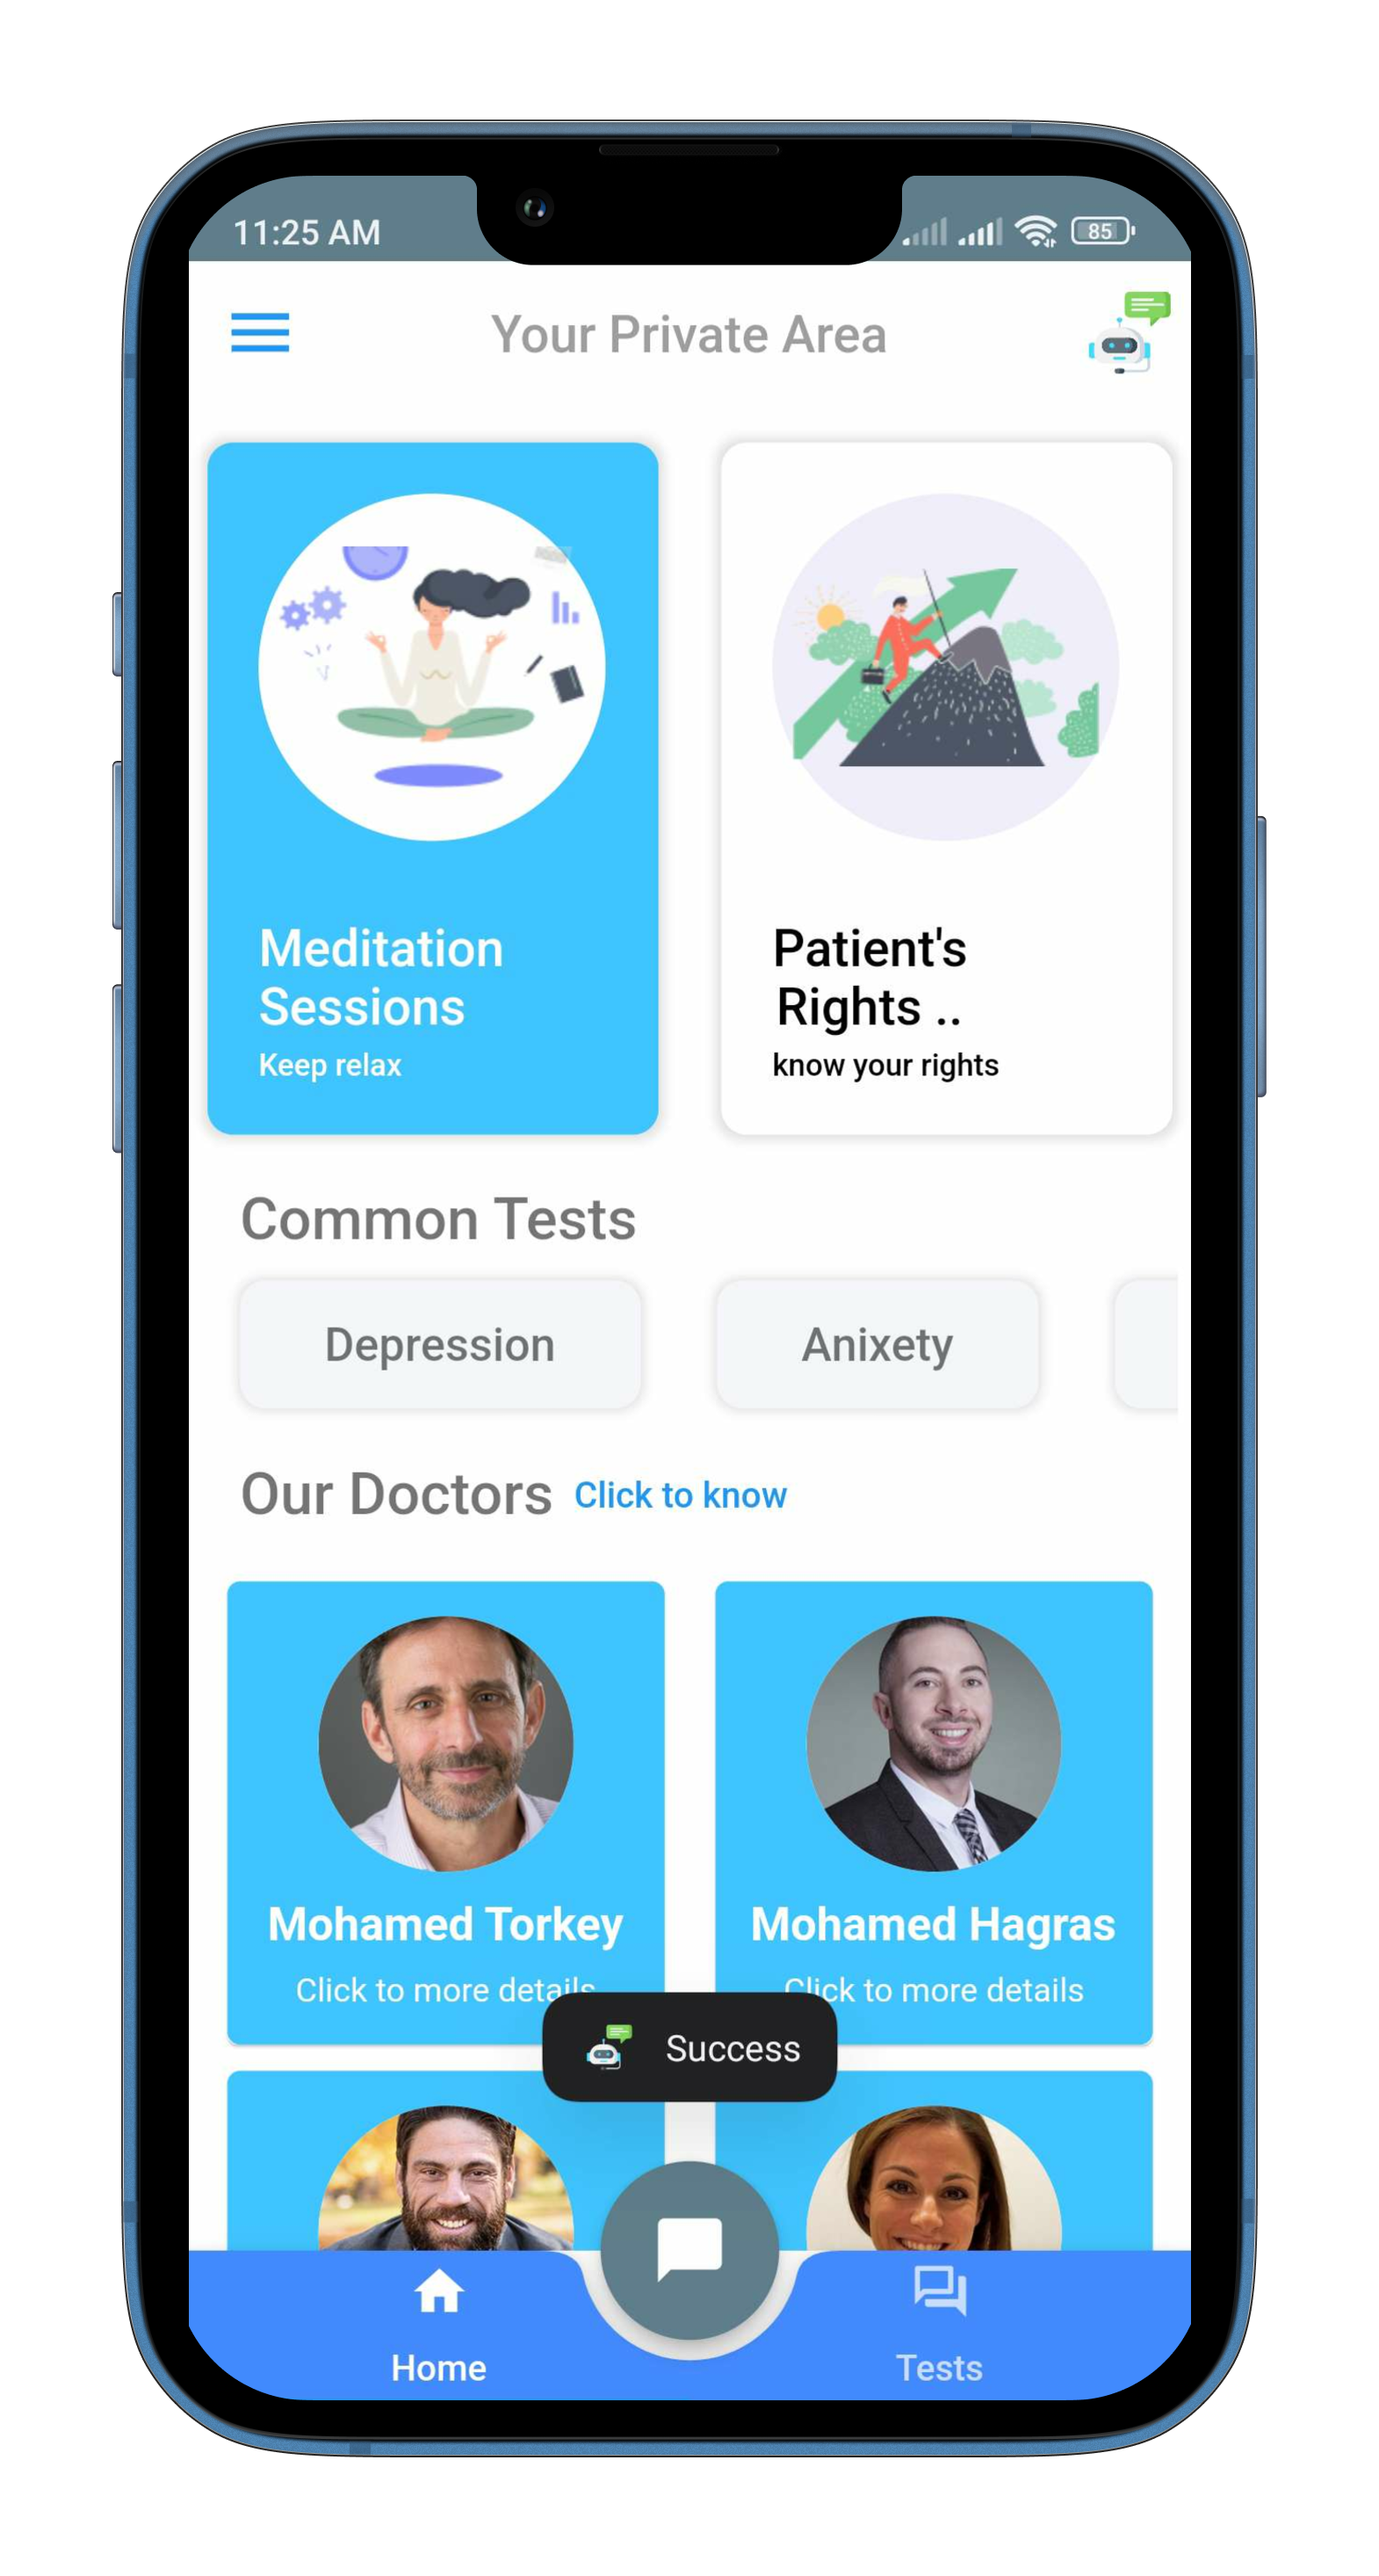 11:25 AM
85
Your Private Area
Meditation
Sessions
Keep relax
Patient's
Rights ..
know your rights
Common Tests
Depression
Anixety
Our Doctors Click to know
Mohamed Torkey
Click to more details
Mohamed Hagras
Click to more details
Success
Home
Tests